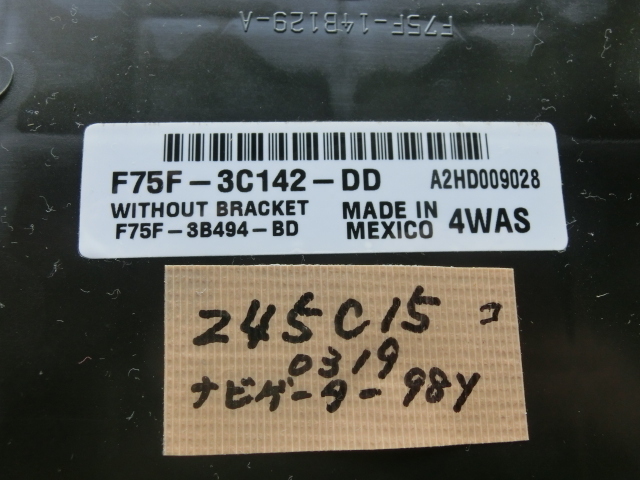 F75F-14B129-A
F75F-3C142-DD A2HD009028
WITHOUT BRACKET MADE IN 4WAS
F75F-3B494-BD MEXICO
245C15 コ
0319
ナビゲーター98y